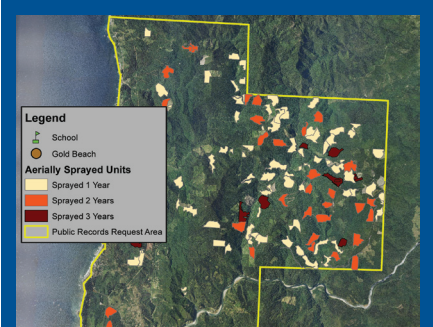 Legend
School
Gold Beach
Aerially Sprayed Units
Sprayed 1 Year
Sprayed 2 Years
Sprayed 3 Years
Public Records Request Area